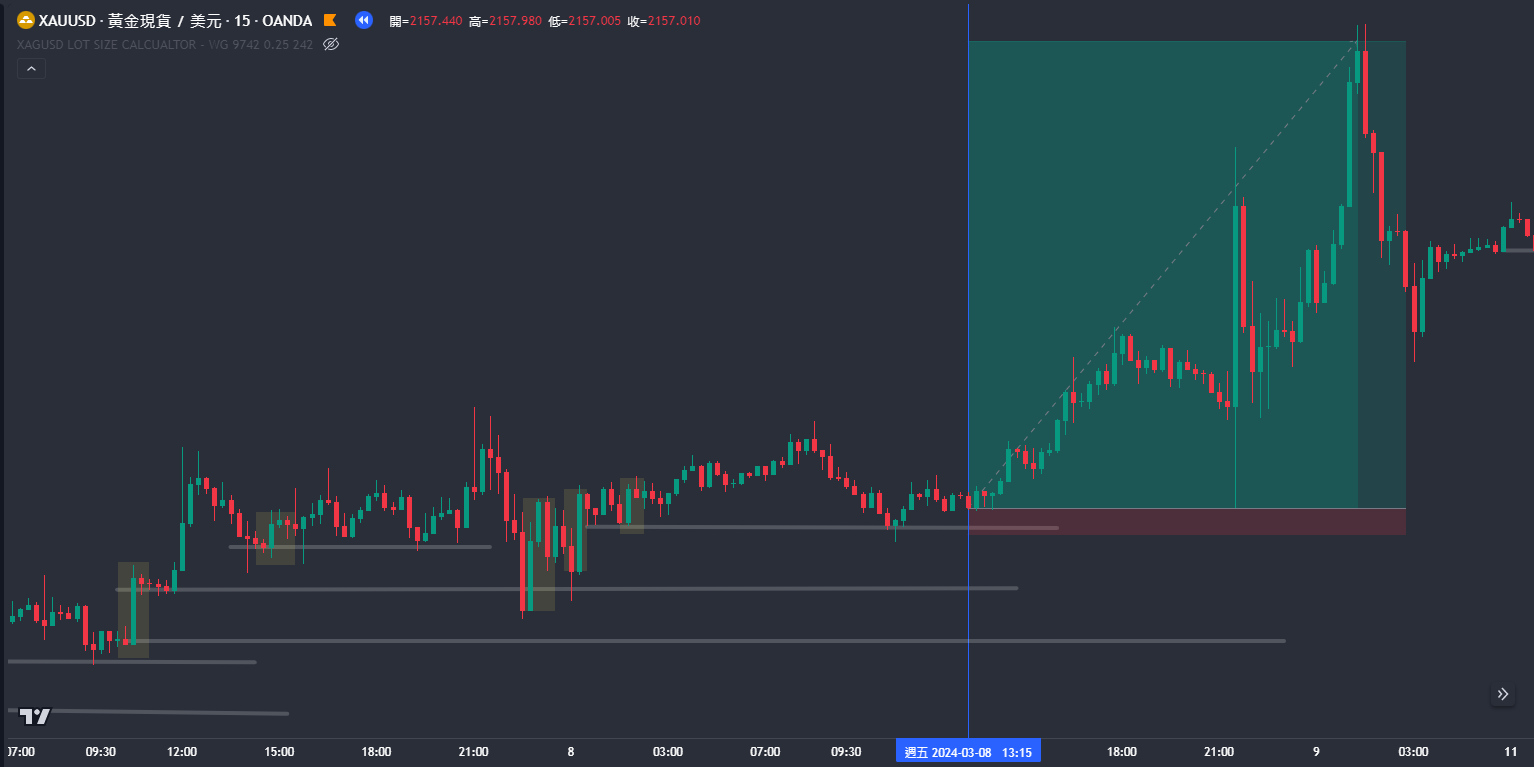 XAUUSD · 黃金現貨 / 美元 · 15 · OANDA 開=2157.440 高=2157.980 低=2157.005 收=2157.010
XAGUSD LOT SIZE CALCUALTOR - WG 9742 0.25 242
07:00 09:30 12:00 15:00 18:00 21:00 8 03:00 07:00 09:30 週五 2024-03-08 13:15 18:00 21:00 9 03:00 11